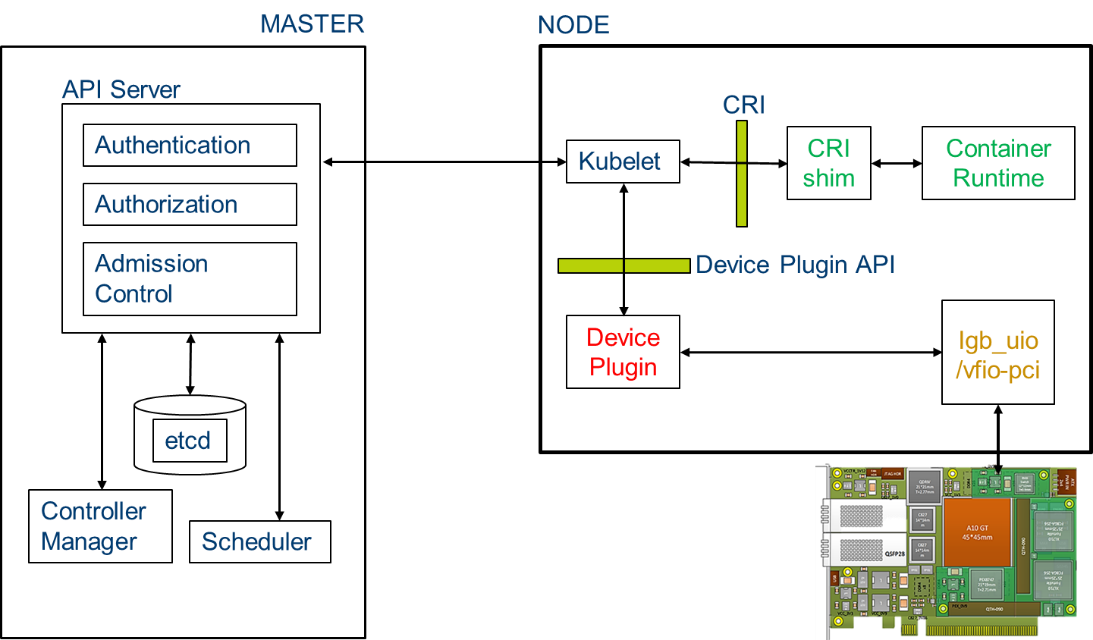 MASTER
NODE
API Server
Authentication
Authorization
Admission
Control
etcd
Controller
Manager
Scheduler
CRI
Kubelet
CRI
shim
Container
Runtime
Device Plugin API
Device
Plugin
Igb_uio
/vfio-pci
A10 GT
45*45mm
QSFP28